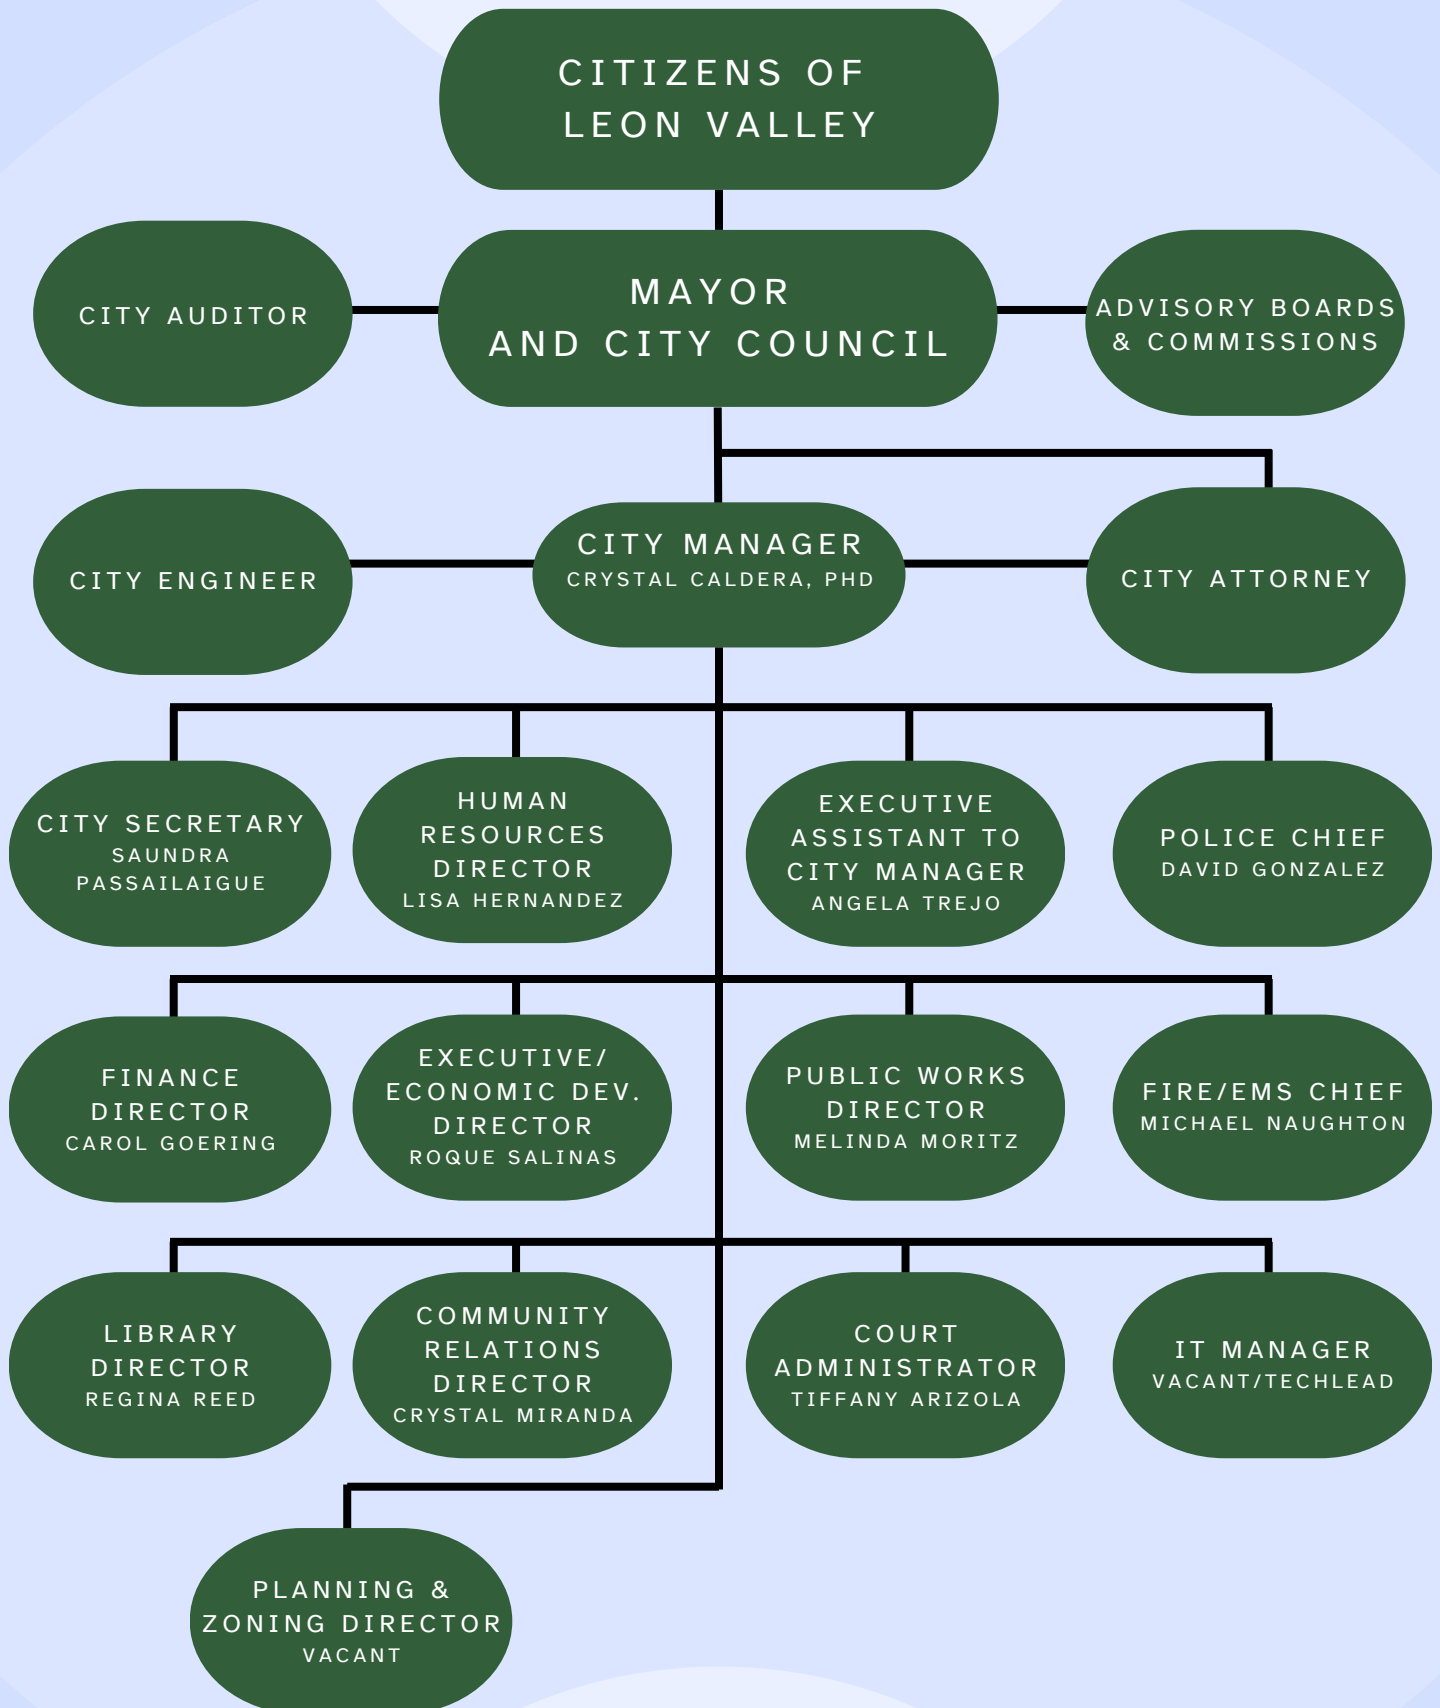 CITIZENS OF
LEON VALLEY
CITY AUDITOR
MAYOR
AND CITY COUNCIL
ADVISORY BOARDS
& COMMISSIONS
CITY ENGINEER
CITY MANAGER
CRYSTAL CALDERA, PHD
CITY ATTORNEY
CITY SECRETARY
SAUNDRA
PASSAILAIGUE
HUMAN
RESOURCES
DIRECTOR
LISA HERNANDEZ
EXECUTIVE
ASSISTANT TO
CITY MANAGER
ANGELA TREJO
POLICE CHIEF
DAVID GONZALEZ
FINANCE
DIRECTOR
CAROL GOERING
EXECUTIVE/
ECONOMIC DEV.
DIRECTOR
ROQUE SALINAS
PUBLIC WORKS
DIRECTOR
MELINDA MORITZ
FIRE/EMS CHIEF
MICHAEL NAUGHTON
LIBRARY
DIRECTOR
REGINA REED
COMMUNITY
RELATIONS
DIRECTOR
CRYSTAL MIRANDA
COURT
ADMINISTRATOR
TIFFANY ARIZOLA
IT MANAGER
VACANT/TECHLEAD
PLANNING &
ZONING DIRECTOR
VACANT